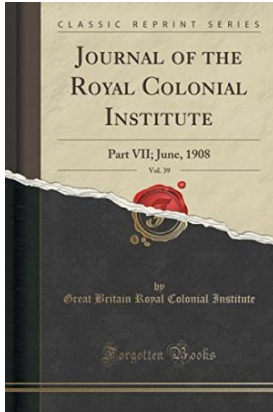 CLASSIC REPRINT SERIES
JOURNAL OF THE
ROYAL COLONIAL
INSTITUTE
Part VII; June, 1908
Vol. 39
by
Great Britain Royal Colonial Institute
Forgotten Books